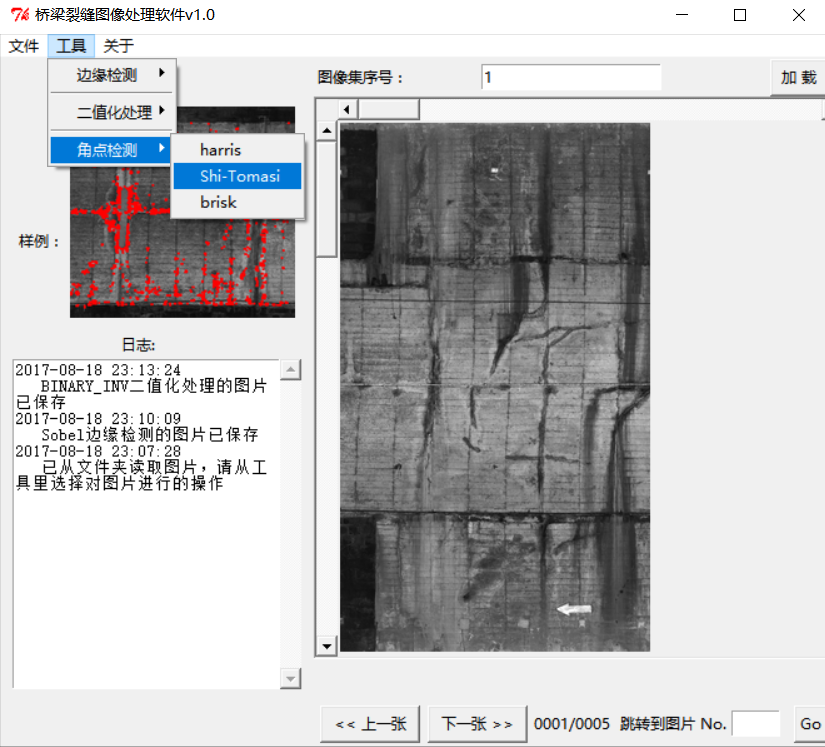 桥梁裂缝图像处理软件v1.0
文件 工具 关于
边缘检测
二值化处理
角点检测
harris
Shi-Tomasi
brisk
图像集序号：
1
加 载
样例：
日志:
2017-08-18 23:13:24
BINARY_INV二值化处理的图片
已保存
2017-08-18 23:10:09
Sobel边缘检测的图片已保存
2017-08-18 23:07:28
已从文件夹读取图片，请从工
具里选择对图片进行的操作
<< 上一张 下一张 >> 0001/0005 跳转到图片 No. Go